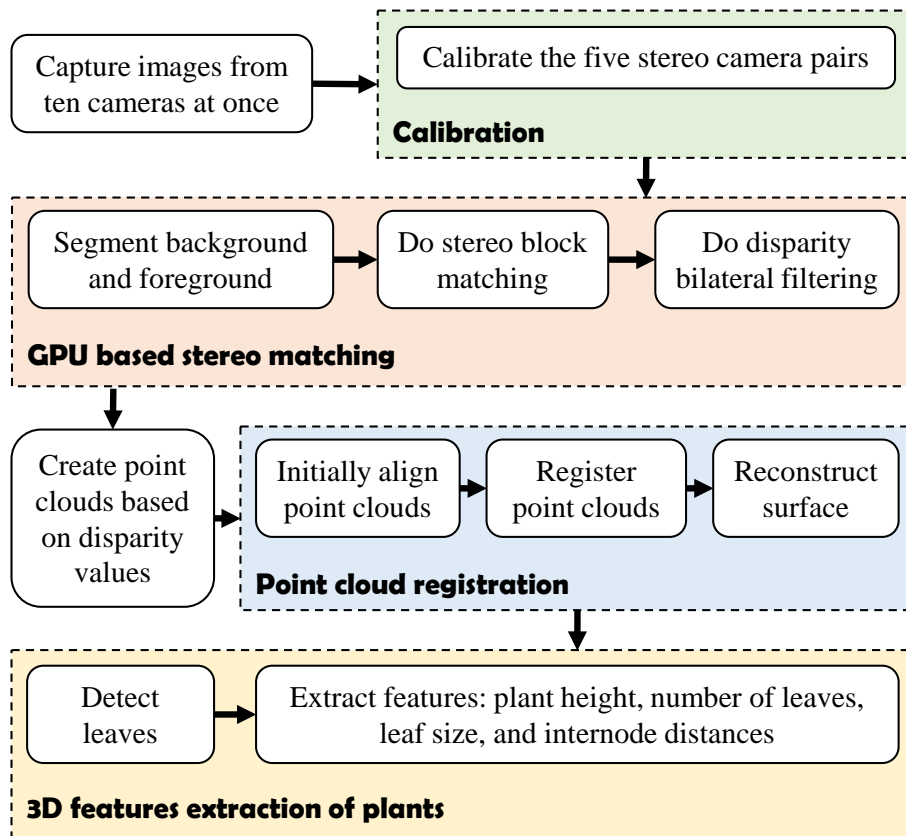 Capture images from
ten cameras at once
Calibrate the five stereo camera pairs
Calibration
Segment background
and foreground
Do stereo block
matching
Do disparity
bilateral filtering
GPU based stereo matching
Create point
clouds based
on disparity
values
Initially align
point clouds
Register
point clouds
Reconstruct
surface
Point cloud registration
Detect
leaves
Extract features: plant height, number of leaves,
leaf size, and internode distances
3D features extraction of plants